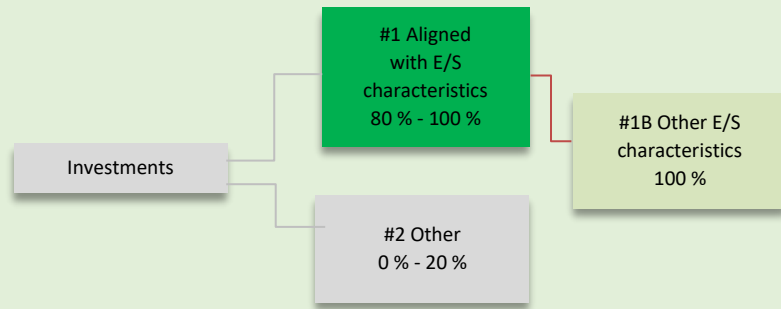 #1 Aligned
with E/S
characteristics
80 % - 100 %
#1B Other E/S
characteristics
100 %
Investments
#2 Other
0 % - 20 %